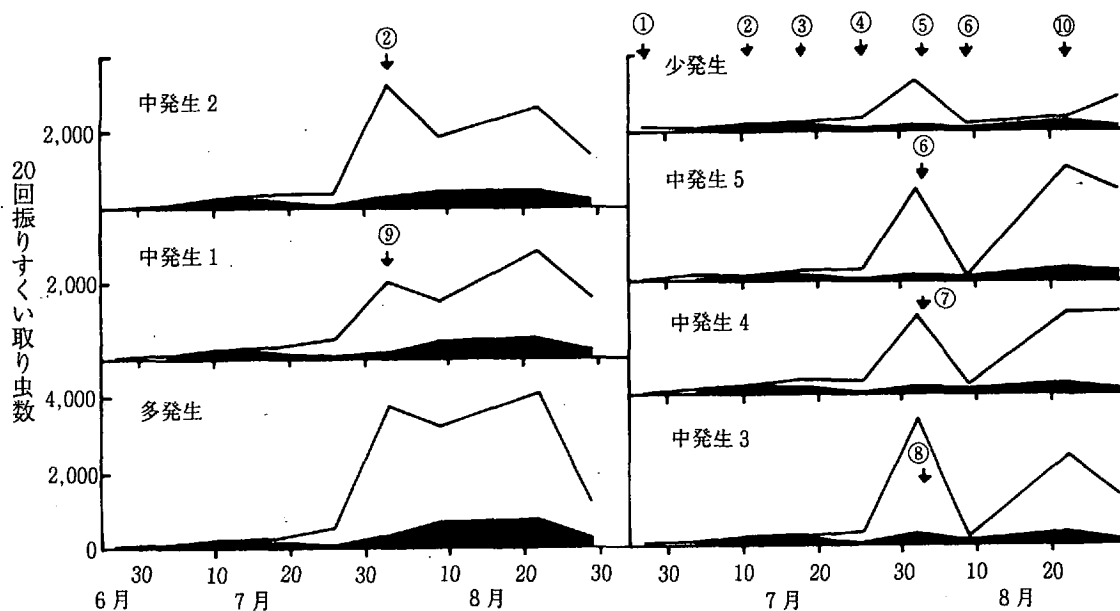 20回振りすくい取り虫数
②
中発生 2
2,000
⑨
中発生 1
2,000
多発生
4,000
2,000
0
30 10 20 30 10 20 30
6月 7月 8月
① ② ③ ④ ⑤ ⑥ ⑩
少発生
⑥
中発生 5
⑦
中発生 4
中発生 3
⑧
30 10 20 30 10 20
7月 8月